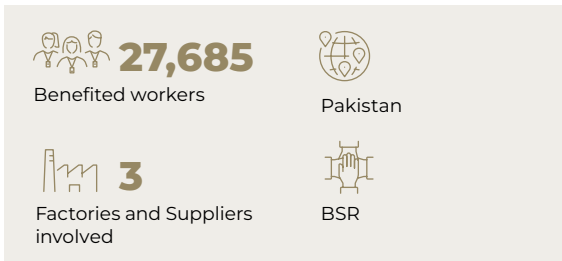 27,685
Benefited workers
Pakistan
3
Factories and Suppliers
involved
BSR